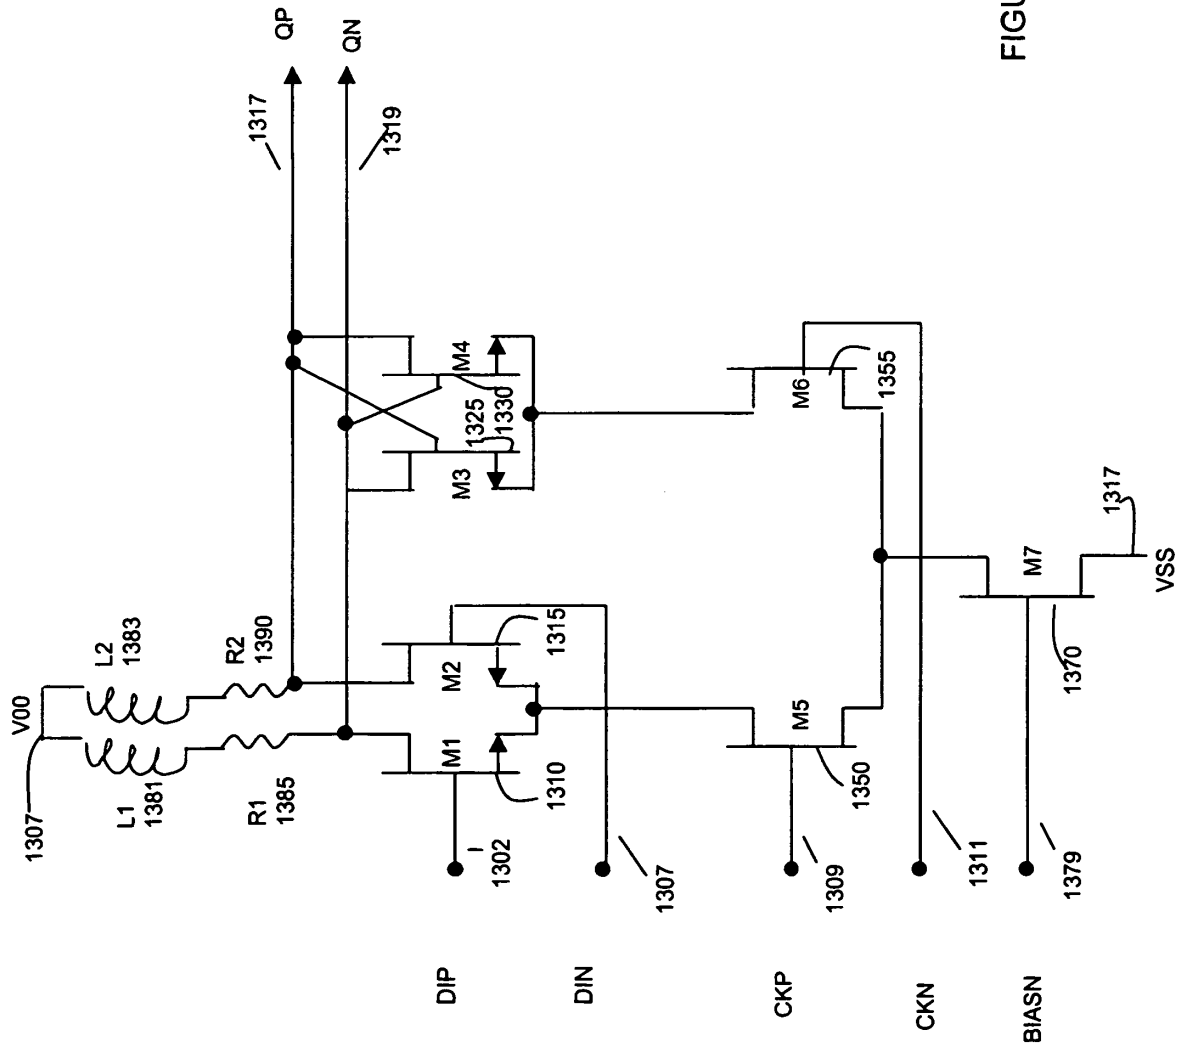 QP
QN
1317
1319
V00
1307
L2
1383
L1
1381
R2
1390
R1
1385
M1
M2
M3
M4
1325
1330
1310
1315
1302
1307
DIP
DIN
M5
M6
1350
1355
1309
1311
CKP
CKN
M7
1317
VSS
1370
1379
BIASN
FIGU